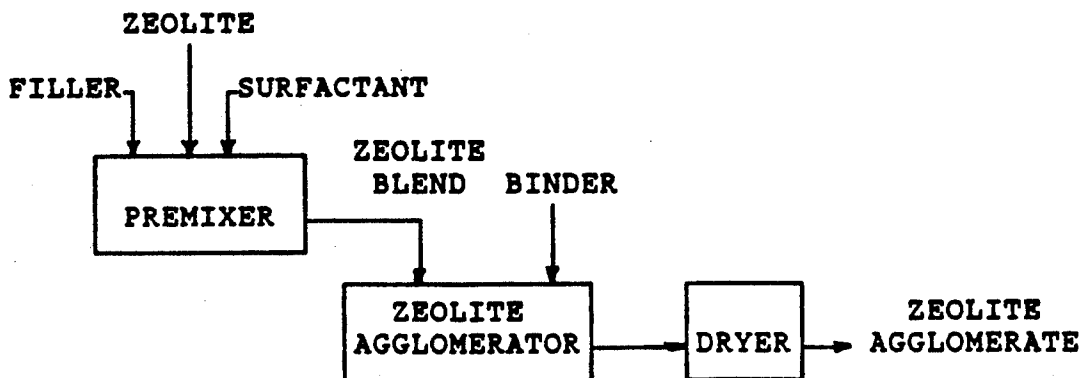 ZEOLITE
FILLER
SURFACTANT
PREMIXER
ZEOLITE
BLEND
BINDER
ZEOLITE
AGGLOMERATOR
DRYER
ZEOLITE
AGGLOMERATE